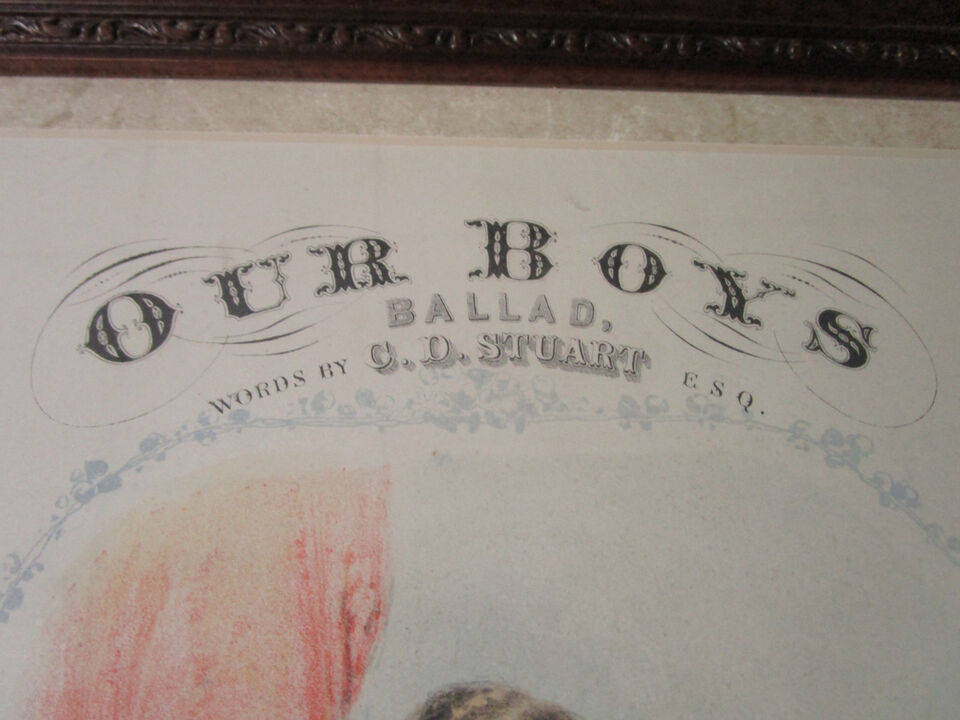 OUR BOYS
BALLAD,
WORDS BY C. D. STUART ESQ.